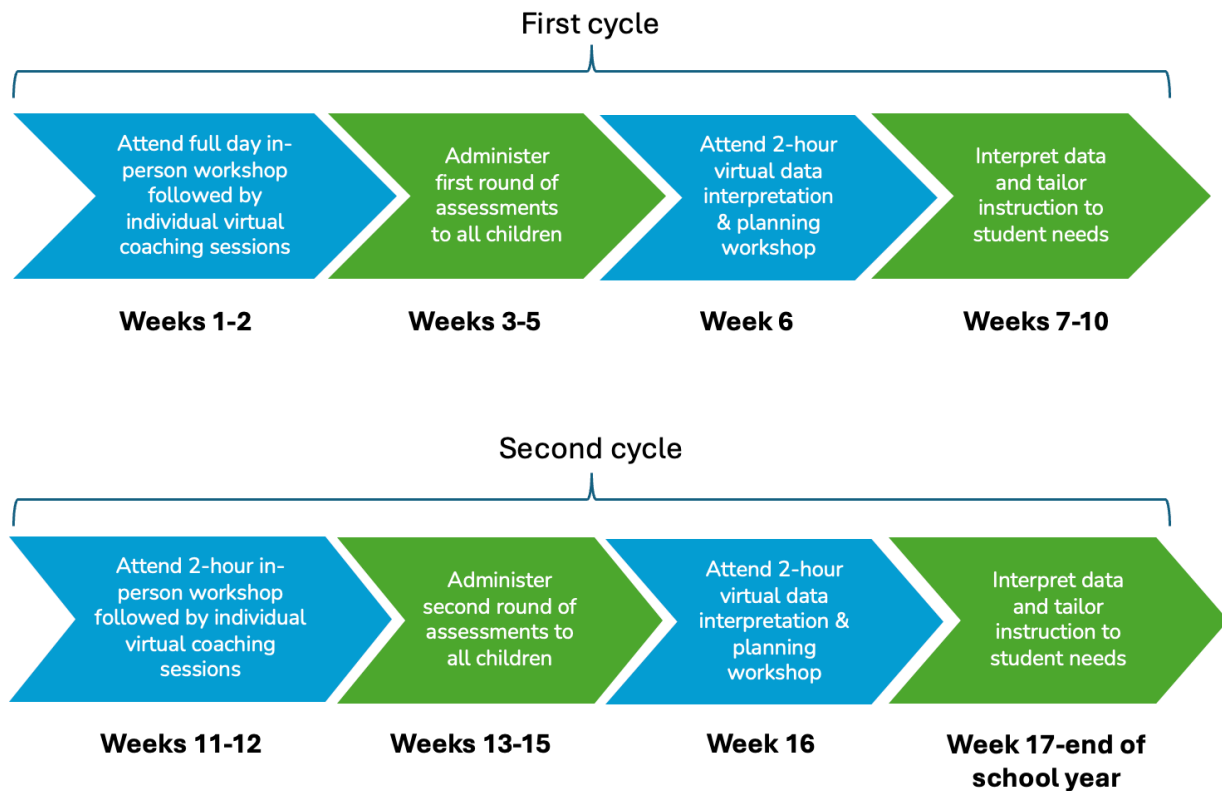 First cycle
Attend full day in-
person workshop
followed by
individual virtual
coaching sessions
Administer
first round of
assessments
to all children
Attend 2-hour
virtual data
interpretation
& planning
workshop
Interpret data
and tailor
instruction to
student needs
Weeks 1-2
Weeks 3-5
Week 6
Weeks 7-10
Second cycle
Attend 2-hour in-
person workshop
followed by individual
virtual coaching
sessions
Administer
second round of
assessments to
all children
Attend 2-hour
virtual data
interpretation &
planning
workshop
Interpret data
and tailor
instruction to
student needs
Weeks 11-12
Weeks 13-15
Week 16
Week 17-end of
school year